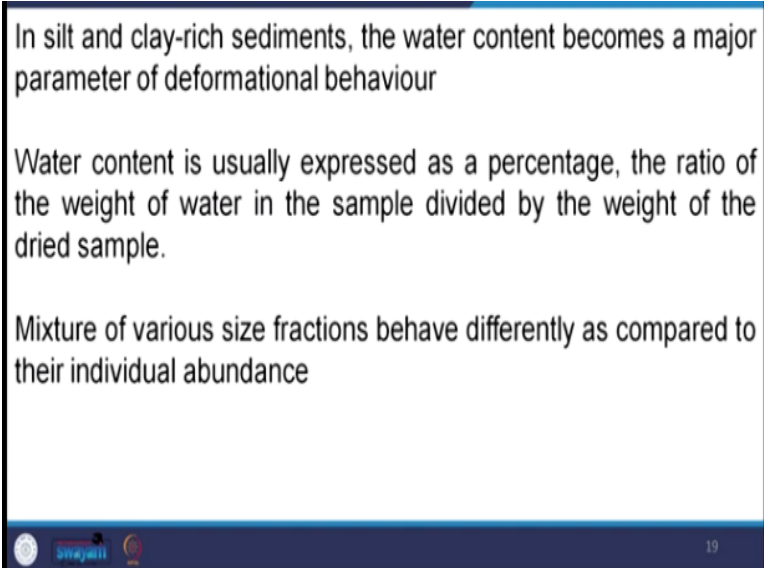 In silt and clay-rich sediments, the water content becomes a major
parameter of deformational behaviour
Water content is usually expressed as a percentage, the ratio of
the weight of water in the sample divided by the weight of the
dried sample.
Mixture of various size fractions behave differently as compared to
their individual abundance
swayam
19